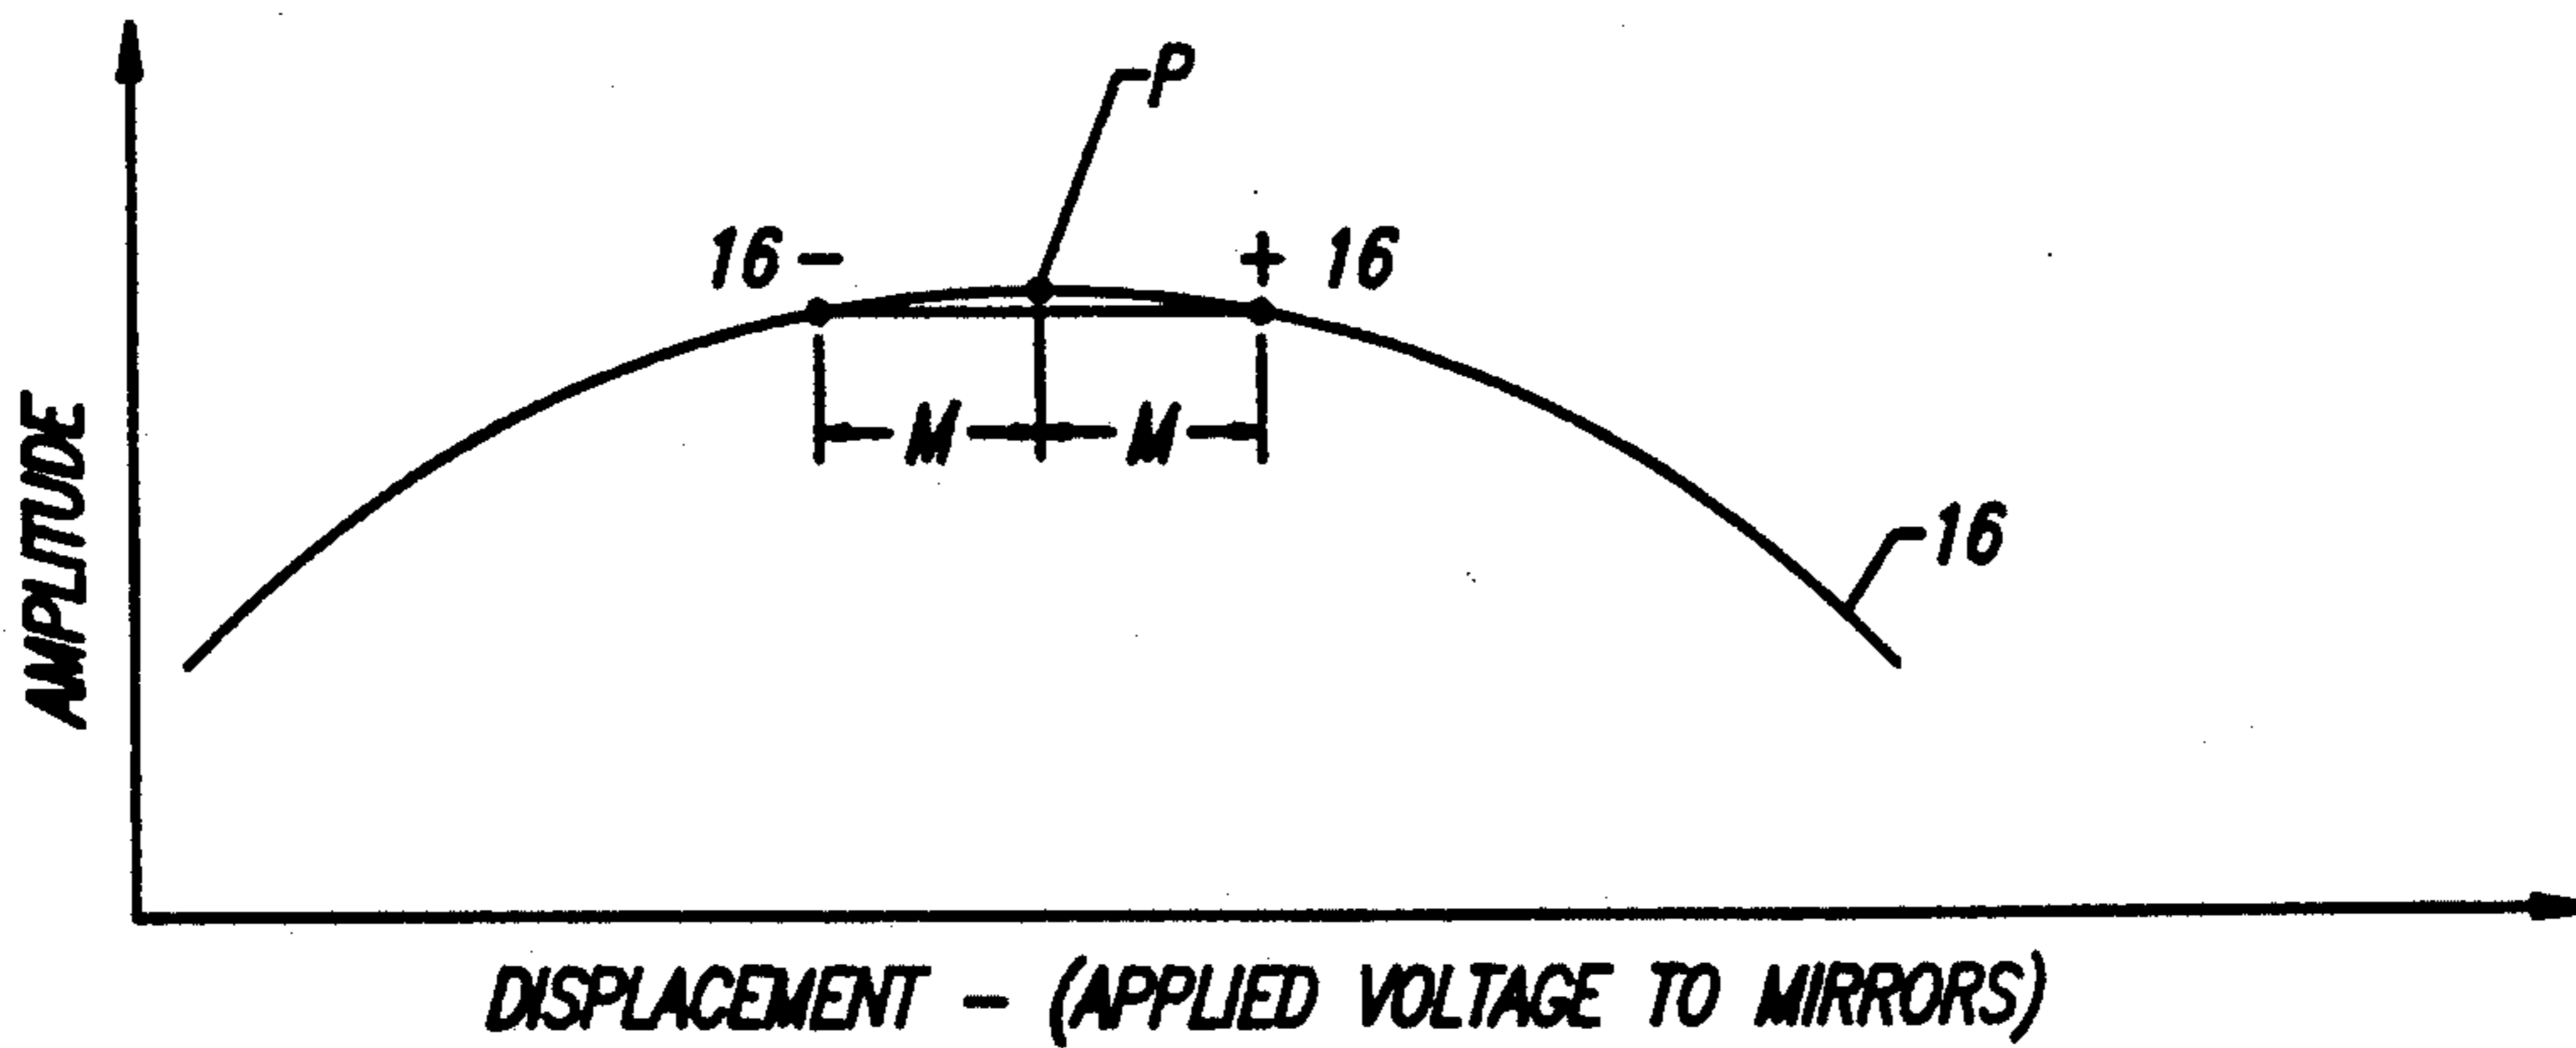 P
16 -
+ 16
M
M
16
AMPLITUDE
DISPLACEMENT - (APPLIED VOLTAGE TO MIRRORS)